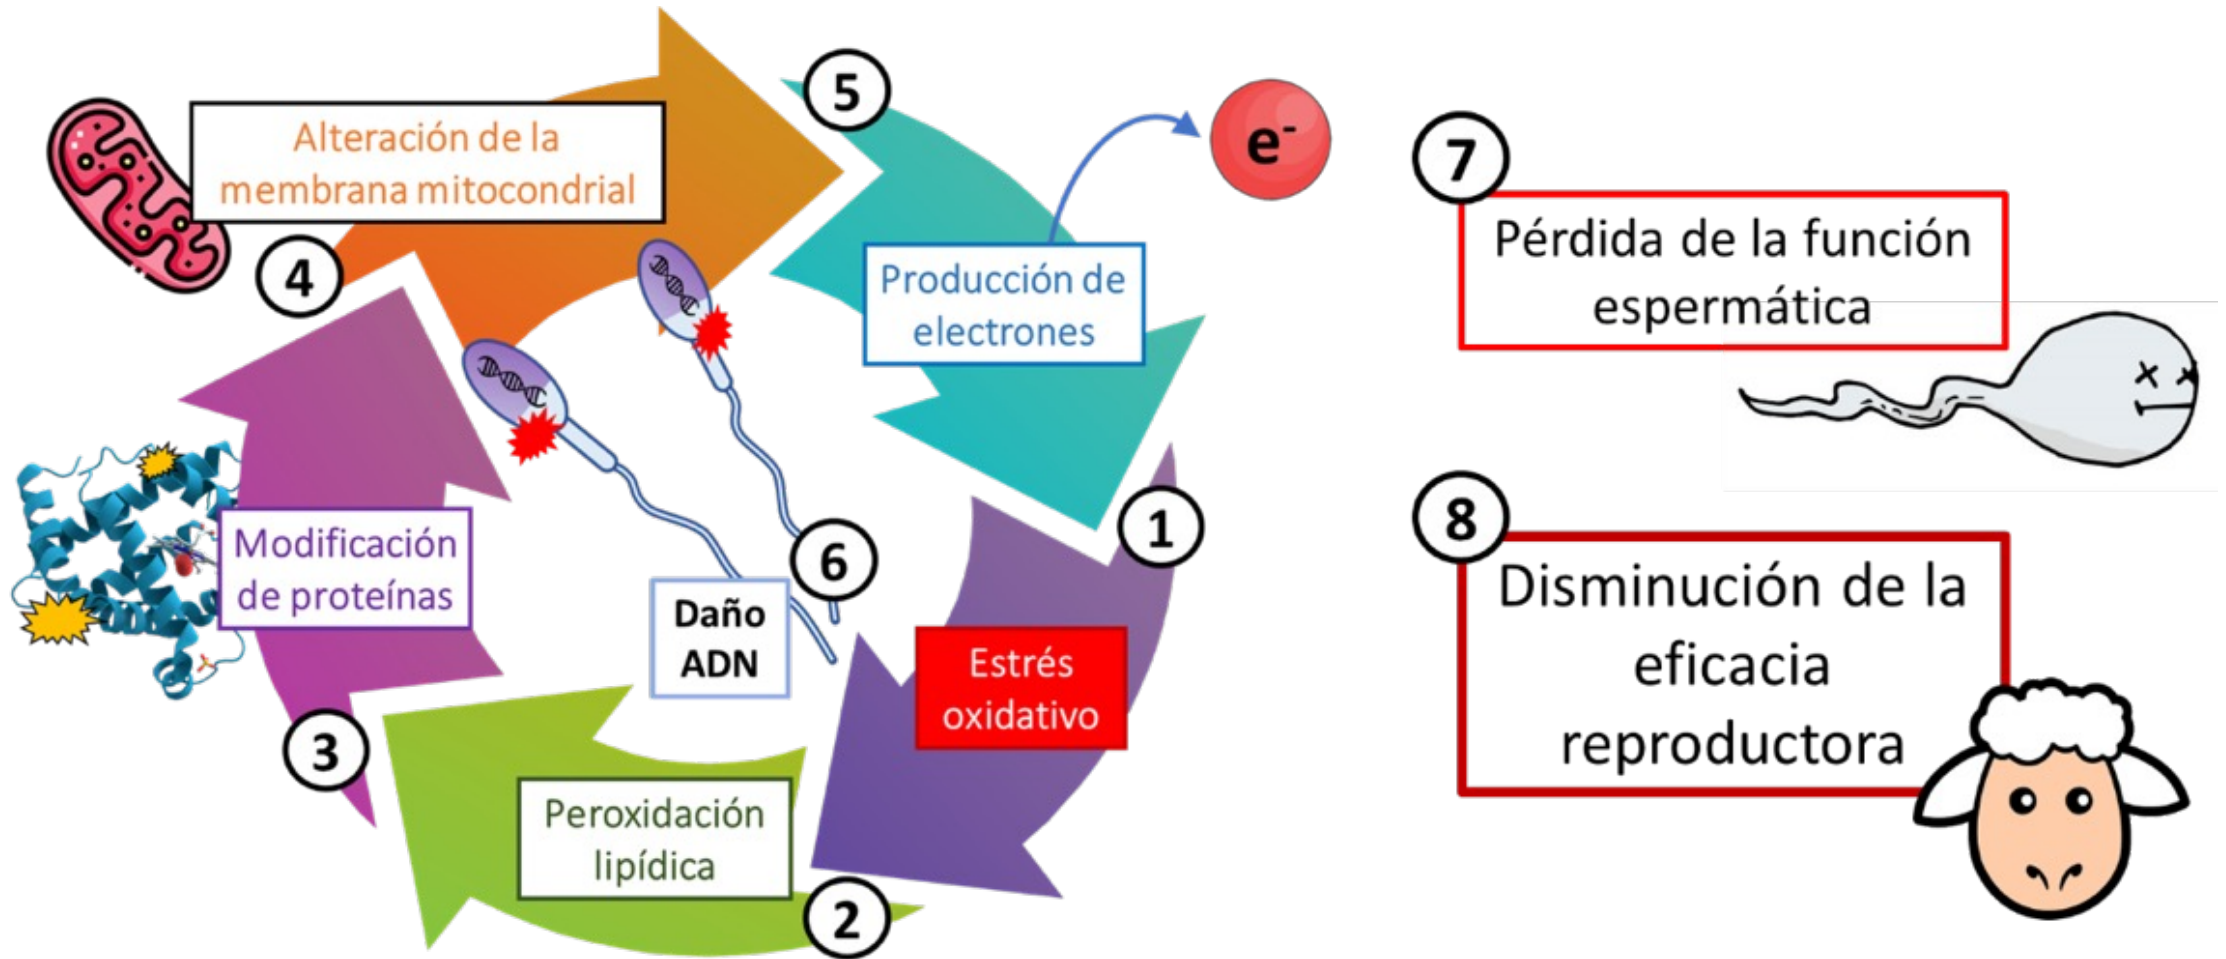 1
Estrés
oxidativo
2
Peroxidación
lipídica
3
Modificación
de proteínas
4
Alteración de la
membrana mitocondrial
5
Producción de
electrones
e-
6
Daño
ADN
7
Pérdida de la función
espermática
8
Disminución de la
eficacia
reproductora